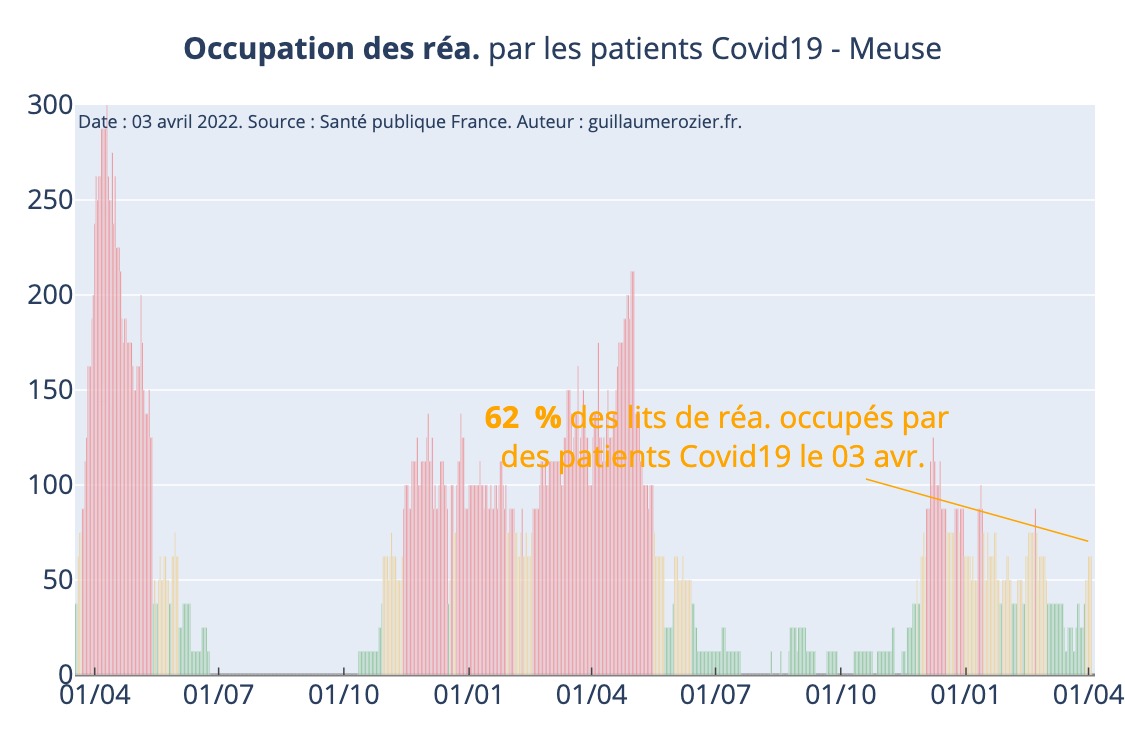 Occupation des réa. par les patients Covid19 - Meuse
Date : 03 avril 2022. Source : Santé publique France. Auteur : guillaumerozier.fr.
300
250
200
150
100
50
0
62 % des lits de réa. occupés par
des patients Covid19 le 03 avr.
01/04 01/07 01/10 01/01 01/04 01/07 01/10 01/01 01/04